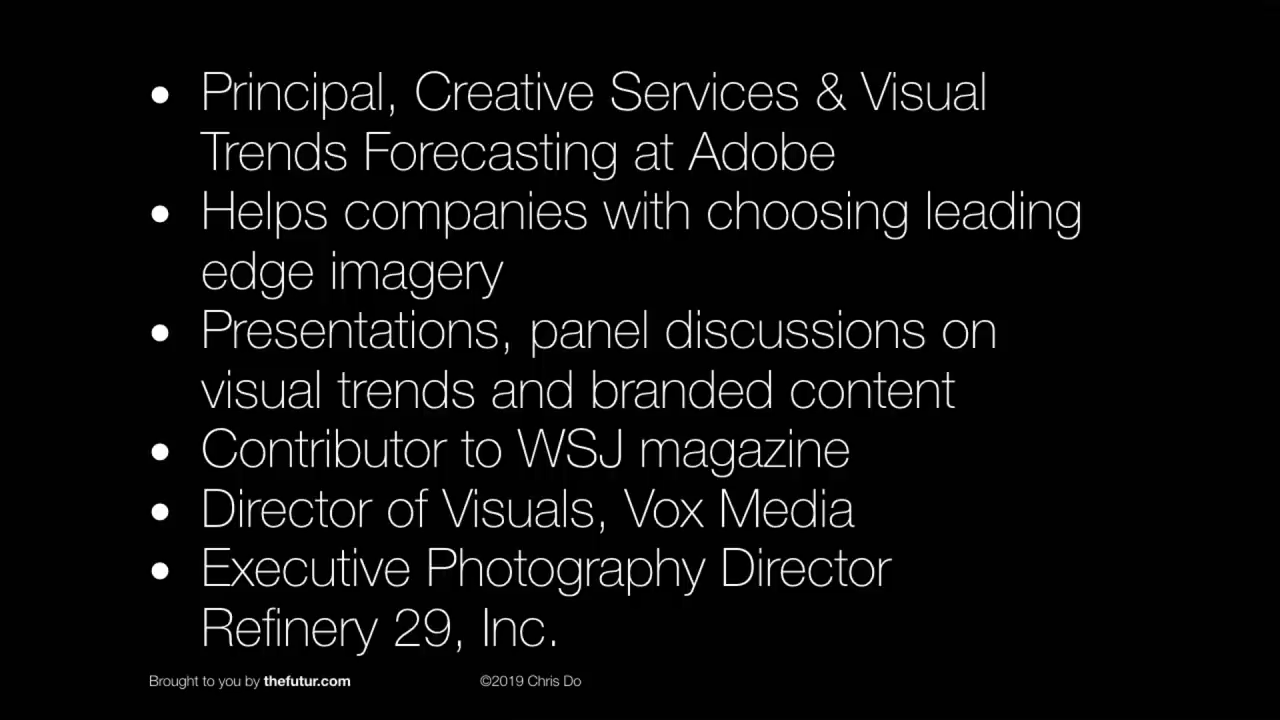 • Principal, Creative Services & Visual
Trends Forecasting at Adobe
• Helps companies with choosing leading
edge imagery
• Presentations, panel discussions on
visual trends and branded content
• Contributor to WSJ magazine
• Director of Visuals, Vox Media
• Executive Photography Director
Refinery 29, Inc.
Brought to you by thefutur.com ©2019 Chris Do